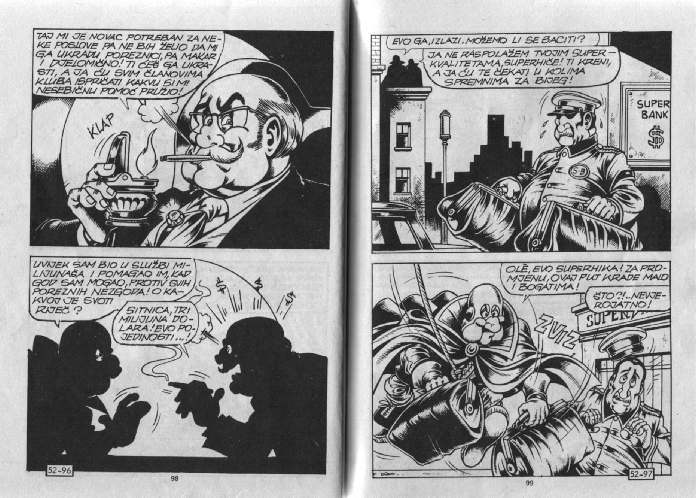 TAJ MI JE NOVAC POTREBAN ZA NE-
KE POSLOVE PA NE BIH ŽELIO DA MI
GA UKRADU POREZNICI, PA MAKAR
I DJELOMIČNO! TI ĆEŠ GA UKRA-
STI, A JA ĆU SVIM ČLANOVIMA
KLUBA ISPRIČATI KAKVU SI MI
NESEBIČNU POMOĆ PRUŽIO!
KLAP
UVIJEK SAM BIO U SLUŽBI MI-
LIJUNAŠA I POMAGAO IM, KAD
GOD SAM MOGAO, PROTIV SVIH
POREZNIH NEZGODA! O KA-
KVOJ JE SVOTI
RIJEČ?
SITNICA, TRI
MILIJUNA DO-
LARA! EVO PO-
JEDINOSTI...!
52-96
98
EVO GA, IZLAZI. MOŽEMO LI SE BACITI?
JA NE RASPOLAŽEM TVOJIM SUPER-
KVALITETAMA, SUPERHIČE! TI KRENI,
A JA ĆU TE ČEKATI U KOLIMA
SPREMNIMA ZA BIJEG!
SUPER
BANK
$
OLÉ, EVO SUPERHIKA! ZA PRO-
MJENU, OVAJ PUT KRADE MAĐU
BOGATIMA!
ŠTO?!..NEVJE-
ROJATNO!
ZVIZ
SUPER
52-97
99